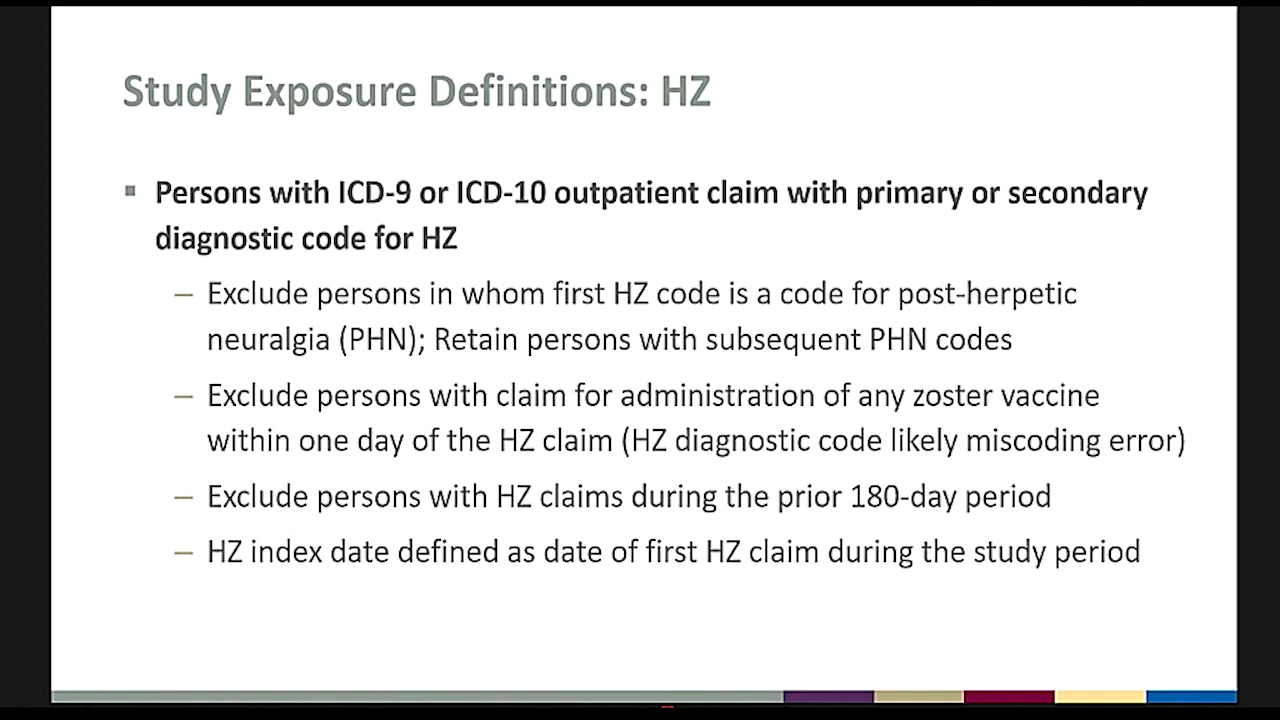 Study Exposure Definitions: HZ
▪ Persons with ICD-9 or ICD-10 outpatient claim with primary or secondary
diagnostic code for HZ
– Exclude persons in whom first HZ code is a code for post-herpetic
neuralgia (PHN); Retain persons with subsequent PHN codes
– Exclude persons with claim for administration of any zoster vaccine
within one day of the HZ claim (HZ diagnostic code likely miscoding error)
– Exclude persons with HZ claims during the prior 180-day period
– HZ index date defined as date of first HZ claim during the study period